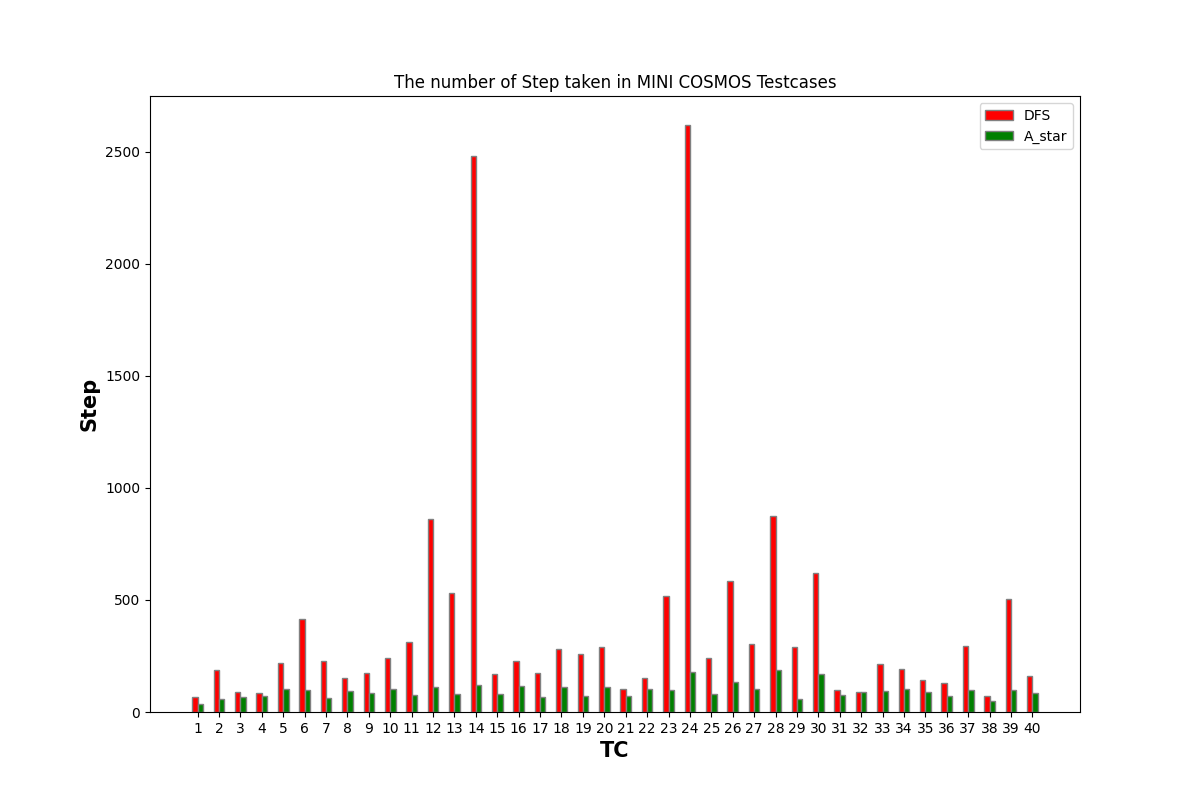 The number of Step taken in MINI COSMOS Testcases
DFS
A_star
2500
2000
1500
1000
500
0
Step
1 2 3 4 5 6 7 8 9 10 11 12 13 14 15 16 17 18 19 20 21 22 23 24 25 26 27 28 29 30 31 32 33 34 35 36 37 38 39 40
TC